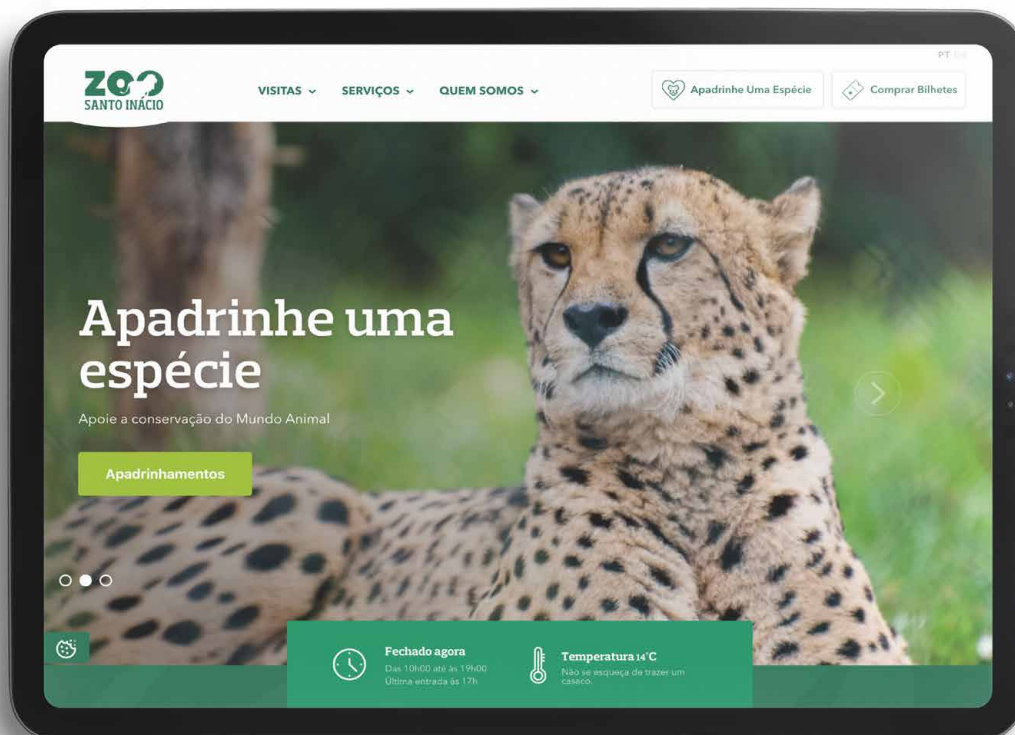 PT EN
ZOO
SANTO INÁCIO
VISITAS
SERVIÇOS
QUEM SOMOS
Apadrinhe Uma Espécie
Comprar Bilhetes
Apadrinhe uma
espécie
Apoie a conservação do Mundo Animal
Apadrinhamentos
Fechado agora
Das 10h00 até às 19h00
Última entrada às 17h
Temperatura 14°C
Não se esqueça de trazer um
casaco.